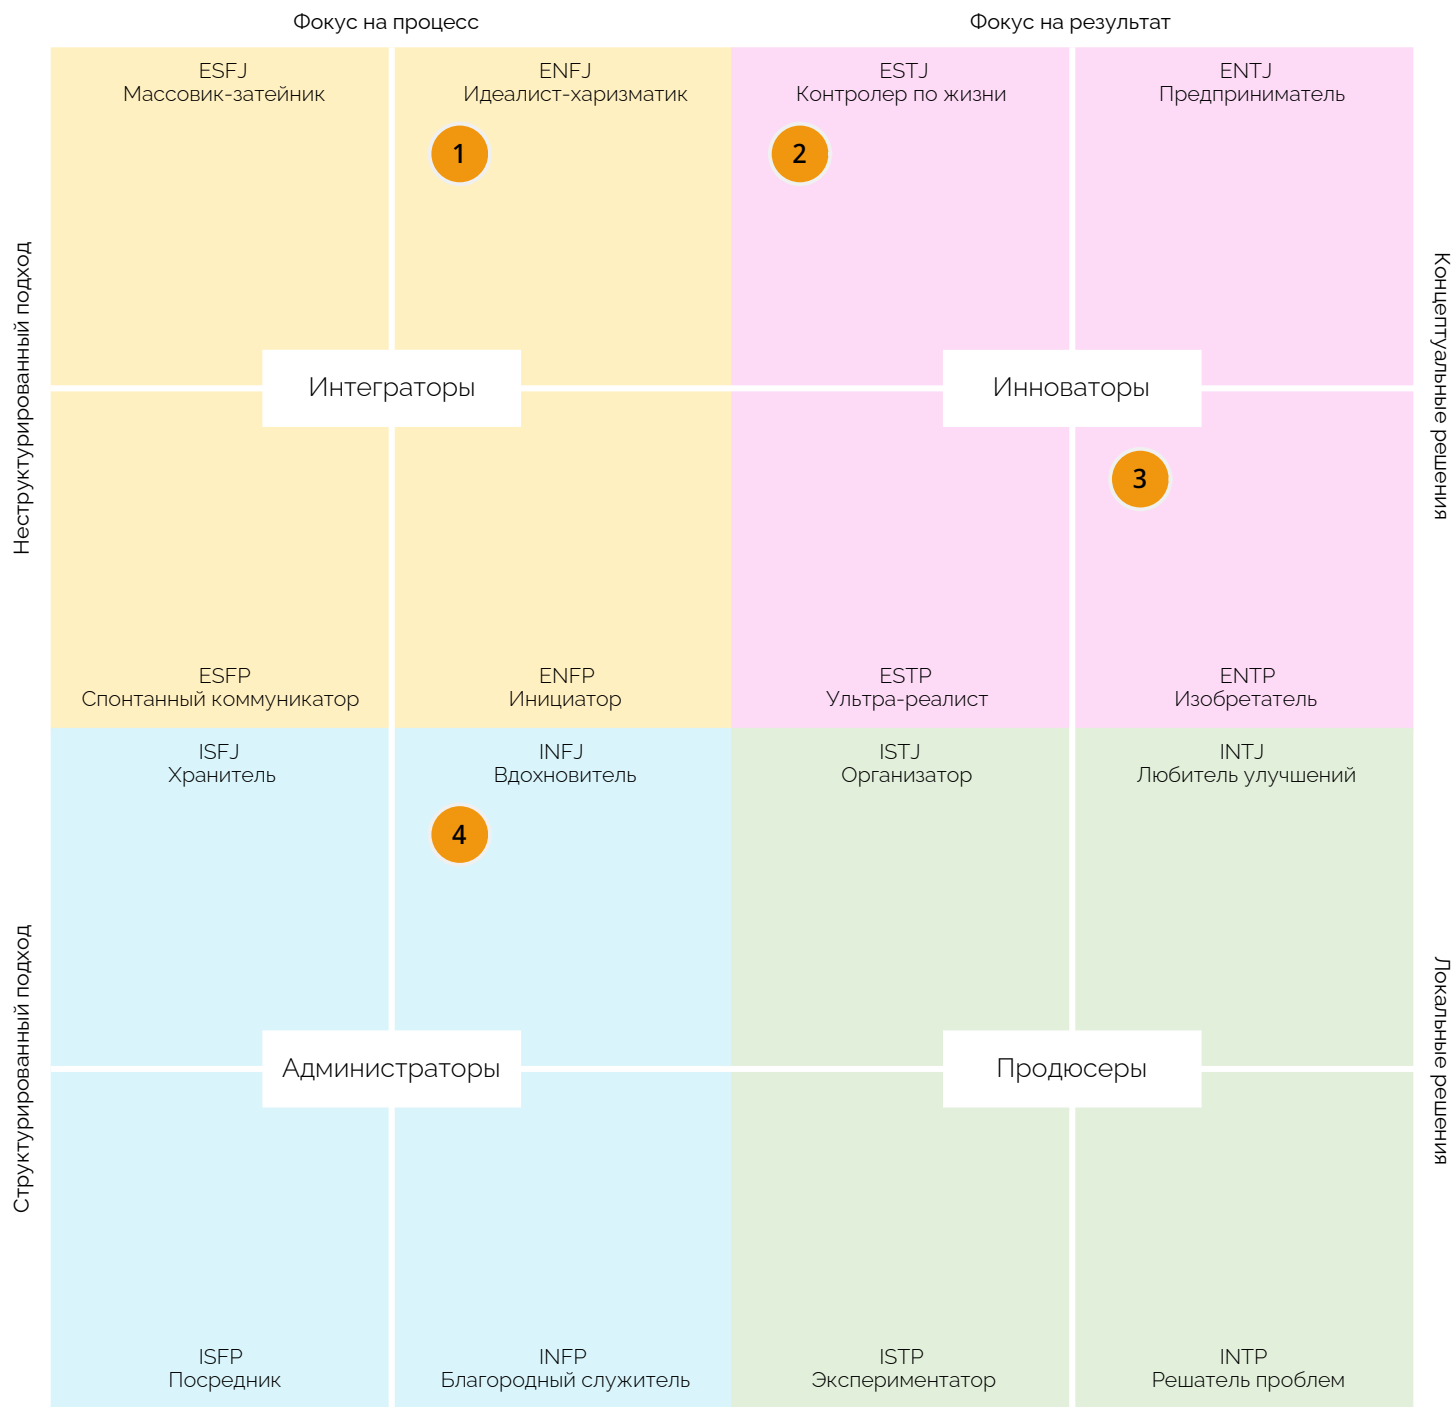 Фокус на процесс
Фокус на результат
ESFJ
Массовик-затейник
ENFJ
Идеалист-харизматик
ESTJ
Контролер по жизни
ENTJ
Предприниматель
1
2
Неструктурированный подход
Концептуальные решения
Интеграторы
Инноваторы
3
ESFP
Спонтанный коммуникатор
ENFP
Инициатор
ESTP
Ультра-реалист
ENTP
Изобретатель
ISFJ
Хранитель
INFJ
Вдохновитель
ISTJ
Организатор
INTJ
Любитель улучшений
4
Структурированный подход
Локальные решения
Администраторы
Продюсеры
ISFP
Посредник
INFP
Благородный служитель
ISTP
Экспериментатор
INTP
Решатель проблем